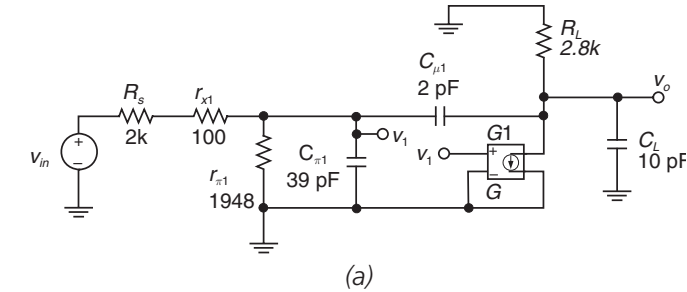 R_L
2.8k
C_μ1
2 pF
v_o
R_s
r_x1
2k
100
v_1
G1
v_1
+
−
G
C_L
10 pF
v_in
+
−
C_π1
39 pF
r_π1
1948
(a)